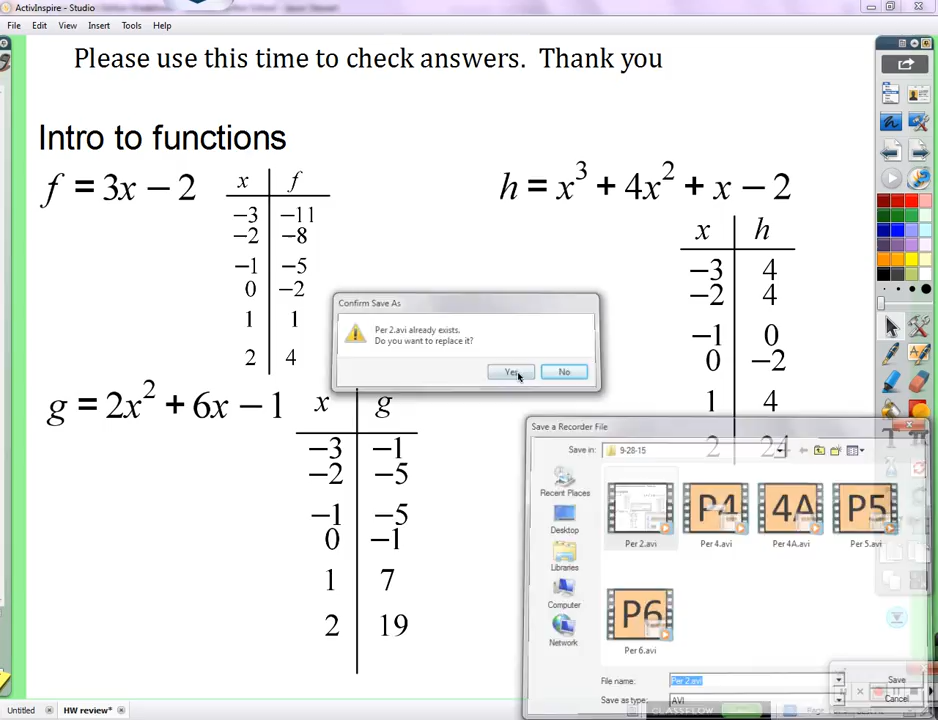 ActivInspire - Studio
File Edit View Insert Tools Help
Please use this time to check answers. Thank you
Intro to functions
f = 3x − 2
x f
−3 −11
−2 −8
−1 −5
0 −2
1 1
2 4
h = x³ + 4x² + x − 2
x h
−3 4
−2 4
−1 0
0 −2
1 4
2 24
g = 2x² + 6x − 1
x g
−3 −1
−2 −5
−1 −5
0 −1
1 7
2 19
Confirm Save As
Per 2.avi already exists.
Do you want to replace it?
Yes No
Save a Recorder File
Save in: 9-28-15
Recent Places
Desktop
Libraries
Computer
Network
P4 4A P5
Per 2.avi Per 4.avi Per 4A.avi Per 5.avi
P6
Per 6.avi
File name: Per 2.avi Save
Save as type: AVI Cancel
Untitled HW review* CLASSFLOW